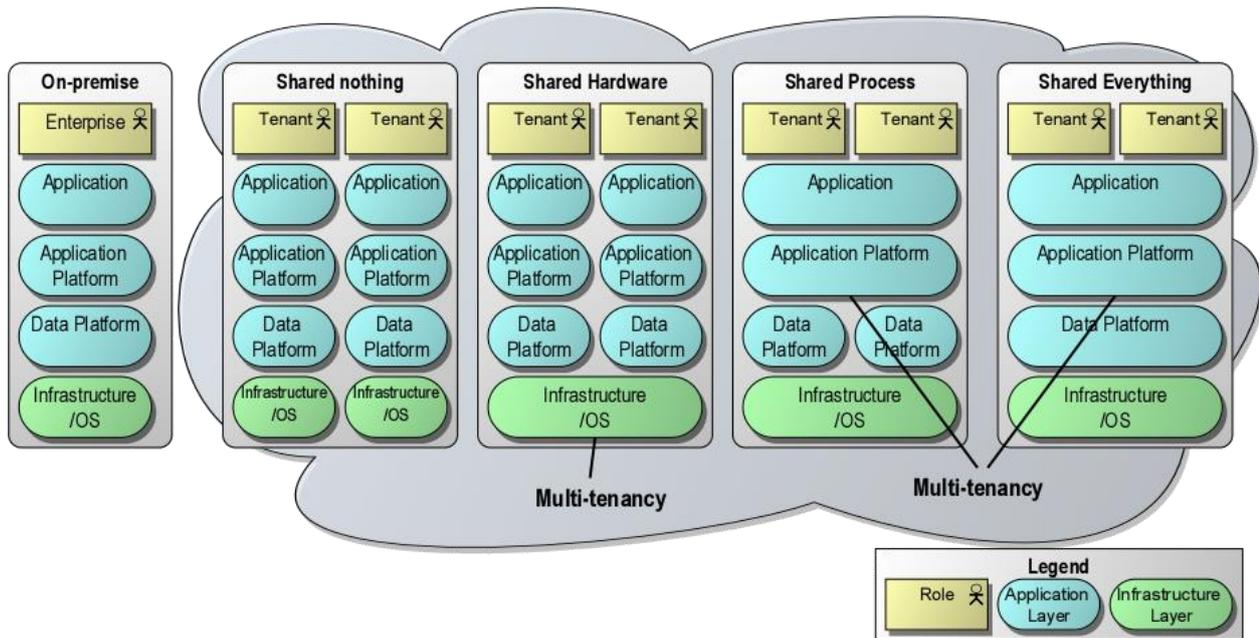 On-premise
Enterprise
Application
Application
Platform
Data Platform
Infrastructure
/OS
Shared nothing
Tenant Tenant
Application Application
Application Application
Platform Platform
Data Data
Platform Platform
Infrastructure Infrastructure
/OS /OS
Shared Hardware
Tenant Tenant
Application Application
Application Application
Platform Platform
Data Data
Platform Platform
Infrastructure
/OS
Multi-tenancy
Shared Process
Tenant Tenant
Application
Application Platform
Data Data
Platform Platform
Infrastructure
/OS
Shared Everything
Tenant Tenant
Application
Application Platform
Data Platform
Infrastructure
/OS
Multi-tenancy
Legend
Role
Application
Layer
Infrastructure
Layer